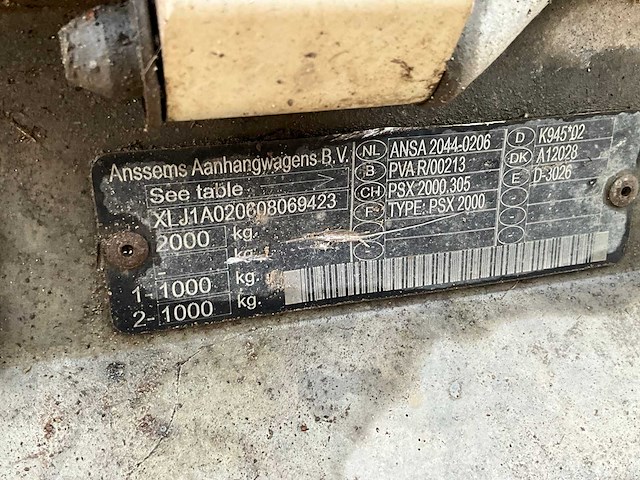 Anssems Aanhangwagens B.V.
See table
XLJ1A020608069423
2000 kg.
- kg.
1- 1000 kg.
2- 1000 kg.
NL ANSA 2044-0206
B PVA R/00213
CH PSX 2000.305
F TYPE: PSX 2000
-
D K945*02
DK A12028
E D-3026
-
-
-